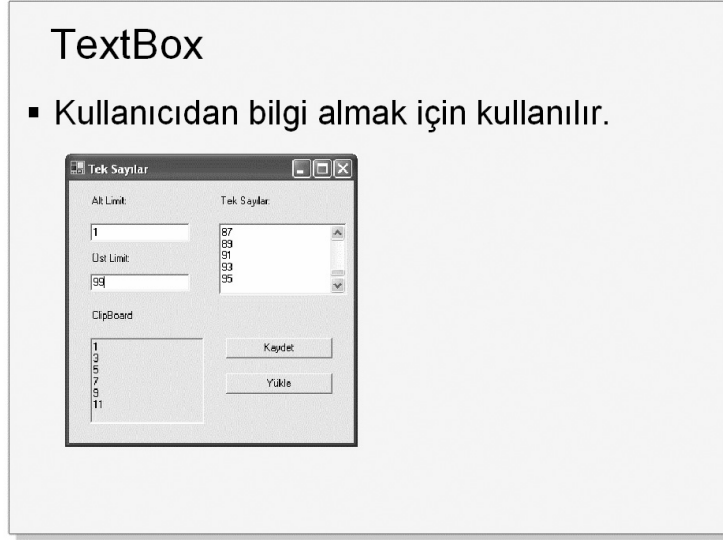 TextBox
▪ Kullanıcıdan bilgi almak için kullanılır.
Tek Sayılar
Alt Limit:
Tek Sayılar:
1
87
89
91
93
95
Üst Limit:
99
ClipBoard
1
3
5
7
9
11
Kaydet
Yükle